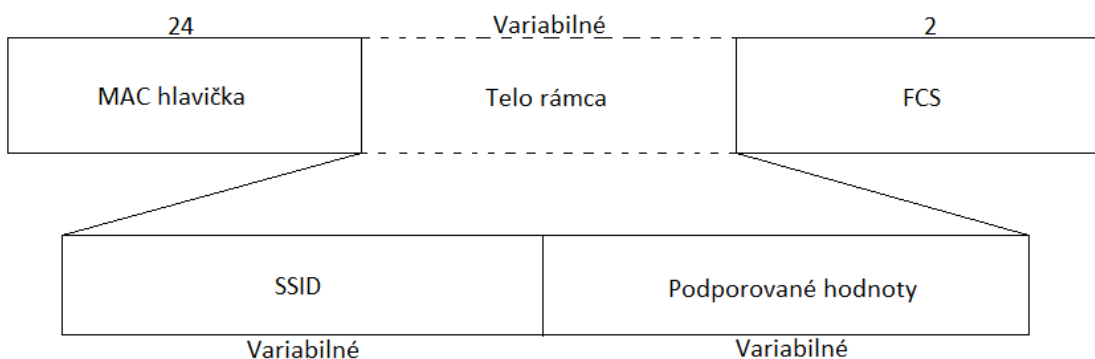 24
Variabilné
2
MAC hlavička
Telo rámca
FCS
SSID
Podporované hodnoty
Variabilné
Variabilné